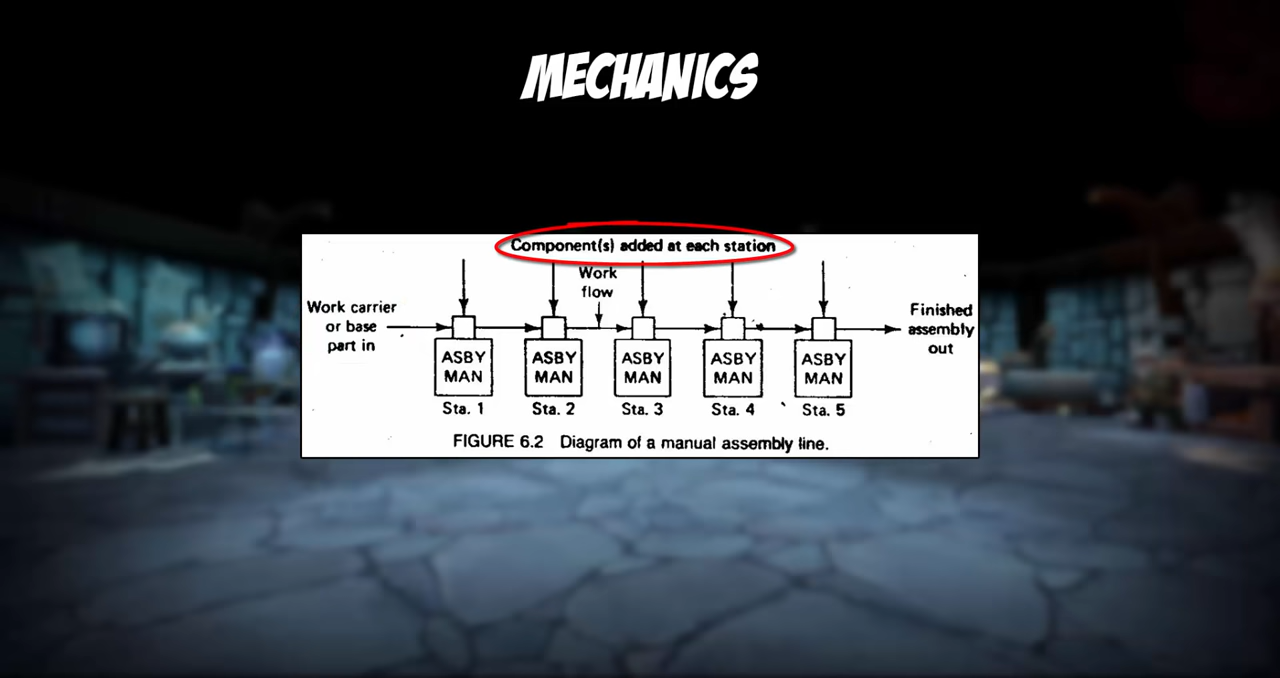 MECHANICS
Component(s) added at each station
Work
flow
Work carrier
or base
part in
Finished
assembly
out
ASBY
MAN
ASBY
MAN
ASBY
MAN
ASBY
MAN
ASBY
MAN
Sta. 1
Sta. 2
Sta. 3
Sta. 4
Sta. 5
FIGURE 6.2 Diagram of a manual assembly line.